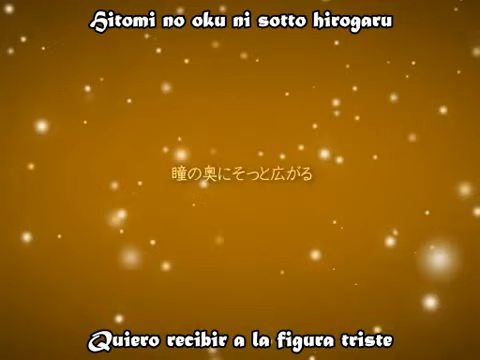 Hitomi no oku ni sotto hirogaru
瞳の奥にそっと広がる
Quiero recibir a la figura triste